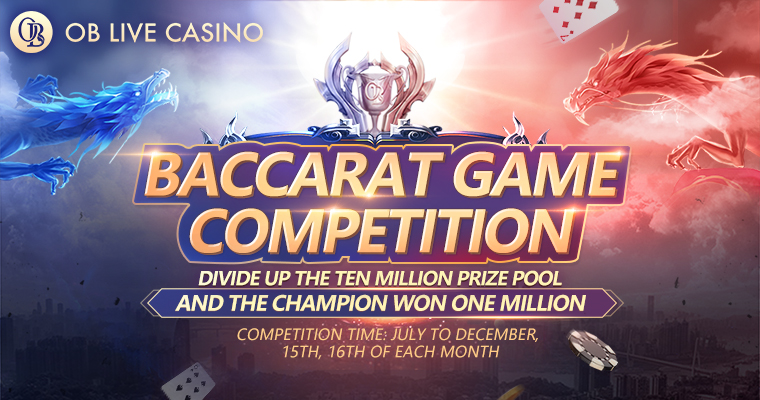 OB LIVE CASINO
BACCARAT GAME
COMPETITION
DIVIDE UP THE TEN MILLION PRIZE POOL
AND THE CHAMPION WON ONE MILLION
COMPETITION TIME: JULY TO DECEMBER,
15TH, 16TH OF EACH MONTH